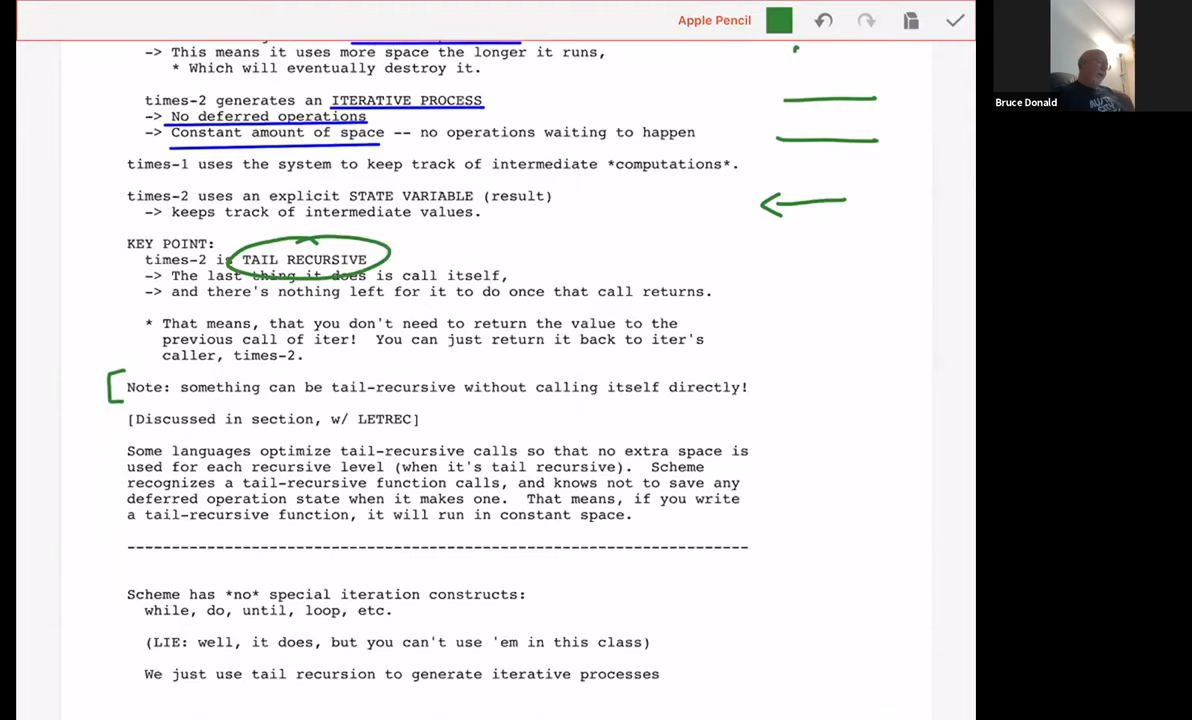 Apple Pencil
-> This means it uses more space the longer it runs,
* Which will eventually destroy it.
times-2 generates an ITERATIVE PROCESS
-> No deferred operations
-> Constant amount of space -- no operations waiting to happen
times-1 uses the system to keep track of intermediate *computations*.
times-2 uses an explicit STATE VARIABLE (result)
-> keeps track of intermediate values.
KEY POINT:
times-2 is TAIL RECURSIVE
-> The last thing it does is call itself,
-> and there's nothing left for it to do once that call returns.
* That means, that you don't need to return the value to the
previous call of iter!  You can just return it back to iter's
caller, times-2.
Note: something can be tail-recursive without calling itself directly!
[Discussed in section, w/ LETREC]
Some languages optimize tail-recursive calls so that no extra space is
used for each recursive level (when it's tail recursive).  Scheme
recognizes a tail-recursive function calls, and knows not to save any
deferred operation state when it makes one.  That means, if you write
a tail-recursive function, it will run in constant space.
----------------------------------------------------------------------
Scheme has *no* special iteration constructs:
while, do, until, loop, etc.
(LIE: well, it does, but you can't use 'em in this class)
We just use tail recursion to generate iterative processes
Bruce Donald